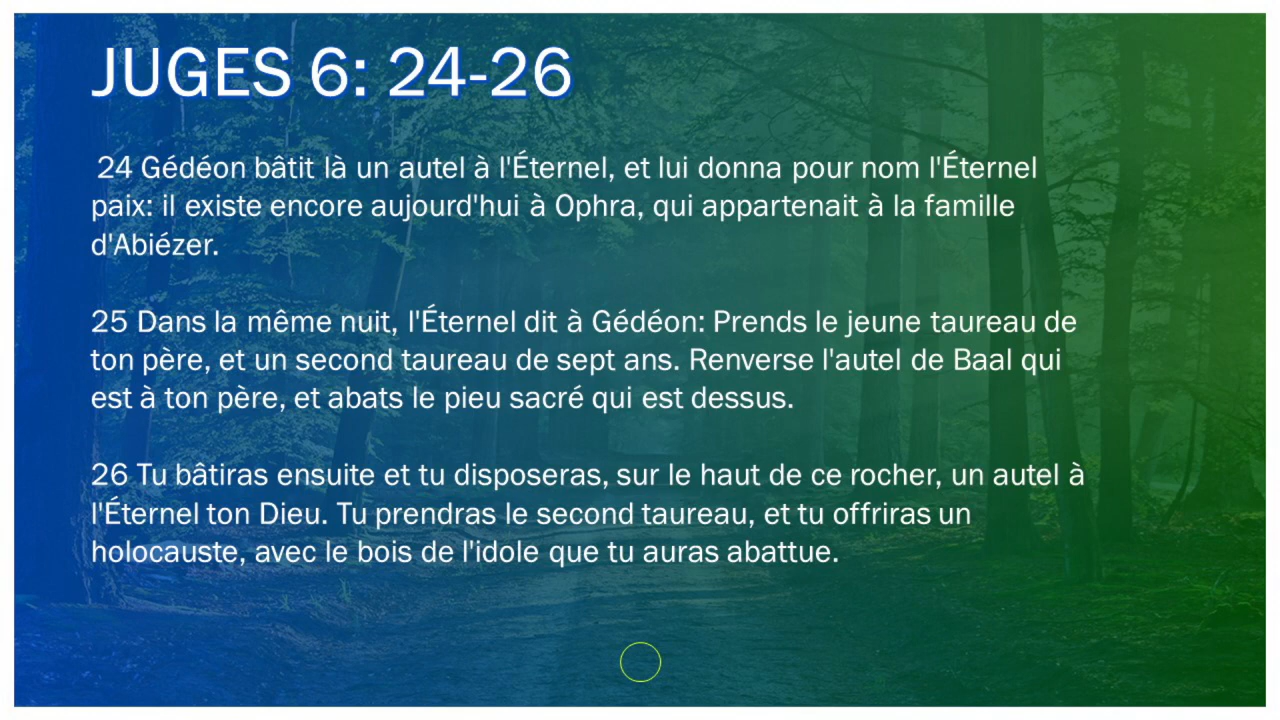 JUGES 6: 24-26
24 Gédéon bâtit là un autel à l'Éternel, et lui donna pour nom l'Éternel
paix: il existe encore aujourd'hui à Ophra, qui appartenait à la famille
d'Abiézer.
25 Dans la même nuit, l'Éternel dit à Gédéon: Prends le jeune taureau de
ton père, et un second taureau de sept ans. Renverse l'autel de Baal qui
est à ton père, et abats le pieu sacré qui est dessus.
26 Tu bâtiras ensuite et tu disposeras, sur le haut de ce rocher, un autel à
l'Éternel ton Dieu. Tu prendras le second taureau, et tu offriras un
holocauste, avec le bois de l'idole que tu auras abattue.